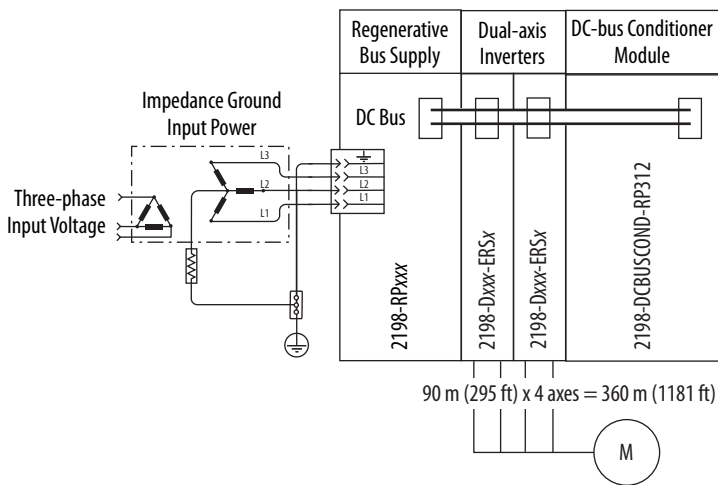 Regenerative
Bus Supply
Dual-axis
Inverters
DC-bus Conditioner
Module
Impedance Ground
Input Power
DC Bus
L3
L2
L1
L3
L2
L1
Three-phase
Input Voltage
2198-RPxxx
2198-Dxxx-ERSx
2198-Dxxx-ERSx
2198-DCBUSCOND-RP312
90 m (295 ft) x 4 axes = 360 m (1181 ft)
M